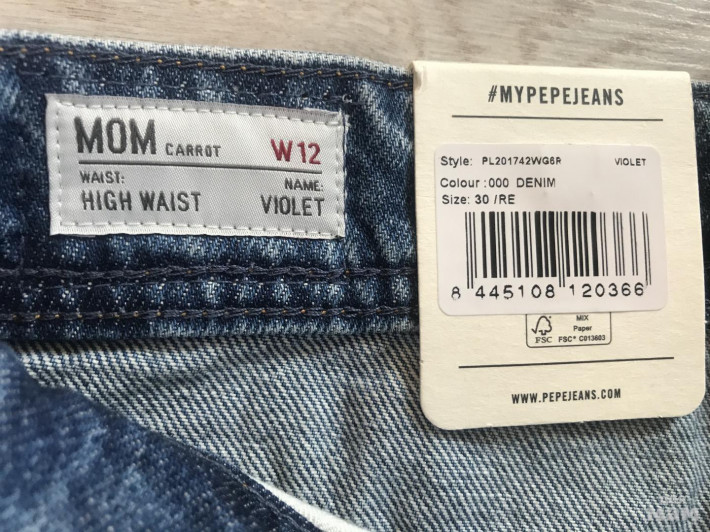 MOM CARROT W12
WAIST: NAME:
HIGH WAIST VIOLET
#MYPEPEJEANS
Style: PL201742WG6R VIOLET
Colour :000 DENIM
Size: 30 /RE
8 445108 120366
MIX
Paper
FSC FSC® C013603
WWW.PEPEJEANS.COM